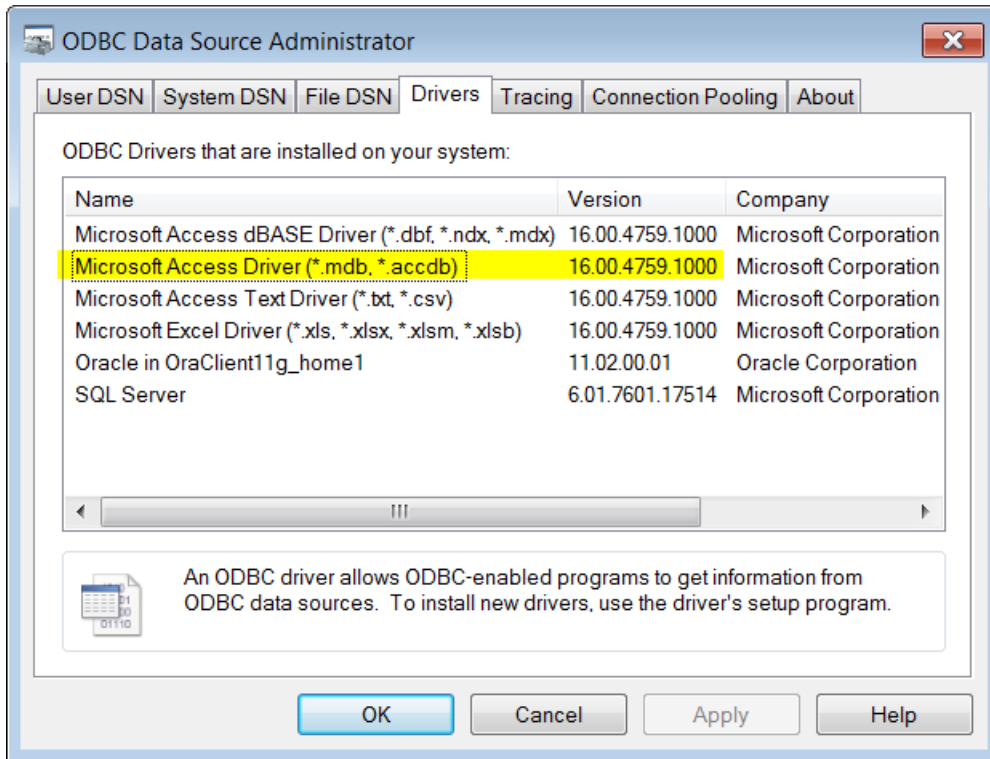 ODBC Data Source Administrator
User DSN System DSN File DSN Drivers Tracing Connection Pooling About
ODBC Drivers that are installed on your system:
Name Version Company
Microsoft Access dBASE Driver (*.dbf, *.ndx, *.mdx) 16.00.4759.1000 Microsoft Corporation
Microsoft Access Driver (*.mdb, *.accdb) 16.00.4759.1000 Microsoft Corporation
Microsoft Access Text Driver (*.txt, *.csv) 16.00.4759.1000 Microsoft Corporation
Microsoft Excel Driver (*.xls, *.xlsx, *.xlsm, *.xlsb) 16.00.4759.1000 Microsoft Corporation
Oracle in OraClient11g_home1 11.02.00.01 Oracle Corporation
SQL Server 6.01.7601.17514 Microsoft Corporation
An ODBC driver allows ODBC-enabled programs to get information from
ODBC data sources. To install new drivers, use the driver's setup program.
OK Cancel Apply Help